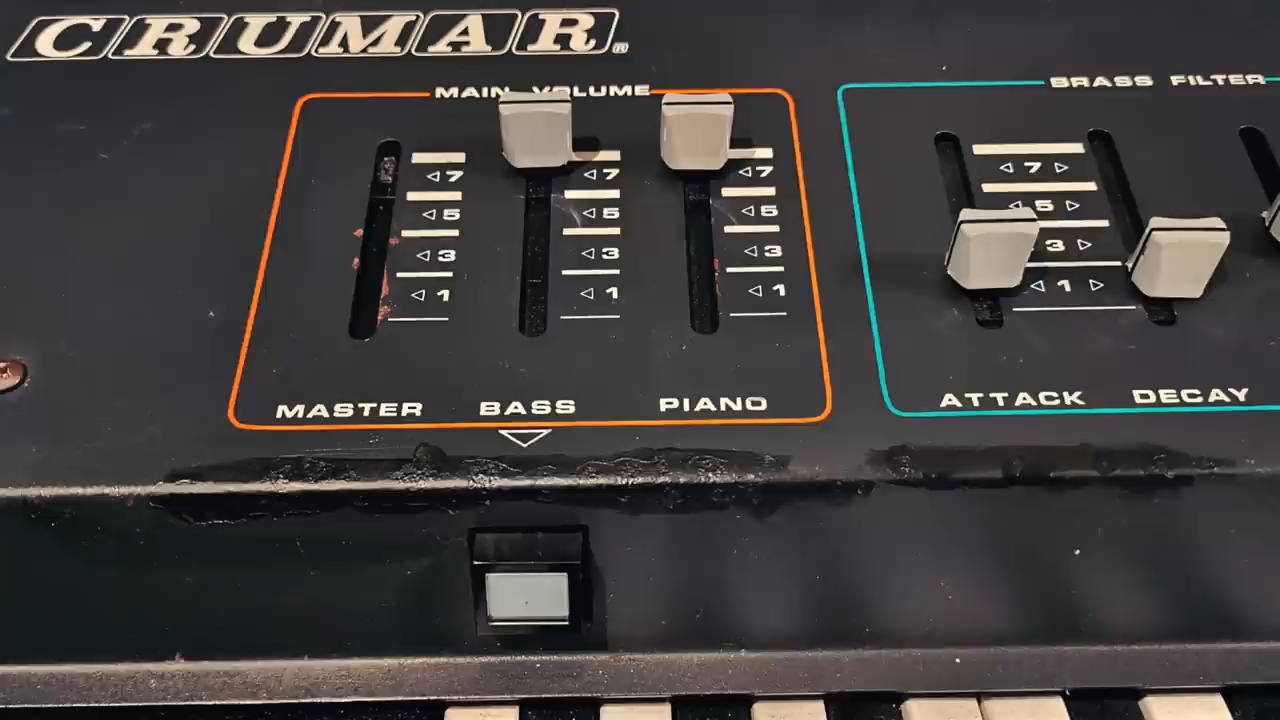 CRUMAR®
MAIN VOLUME
BRASS FILTER
7 7 7 7
5 5 5 5
3 3 3 3
1 1 1 1
MASTER BASS PIANO
ATTACK DECAY